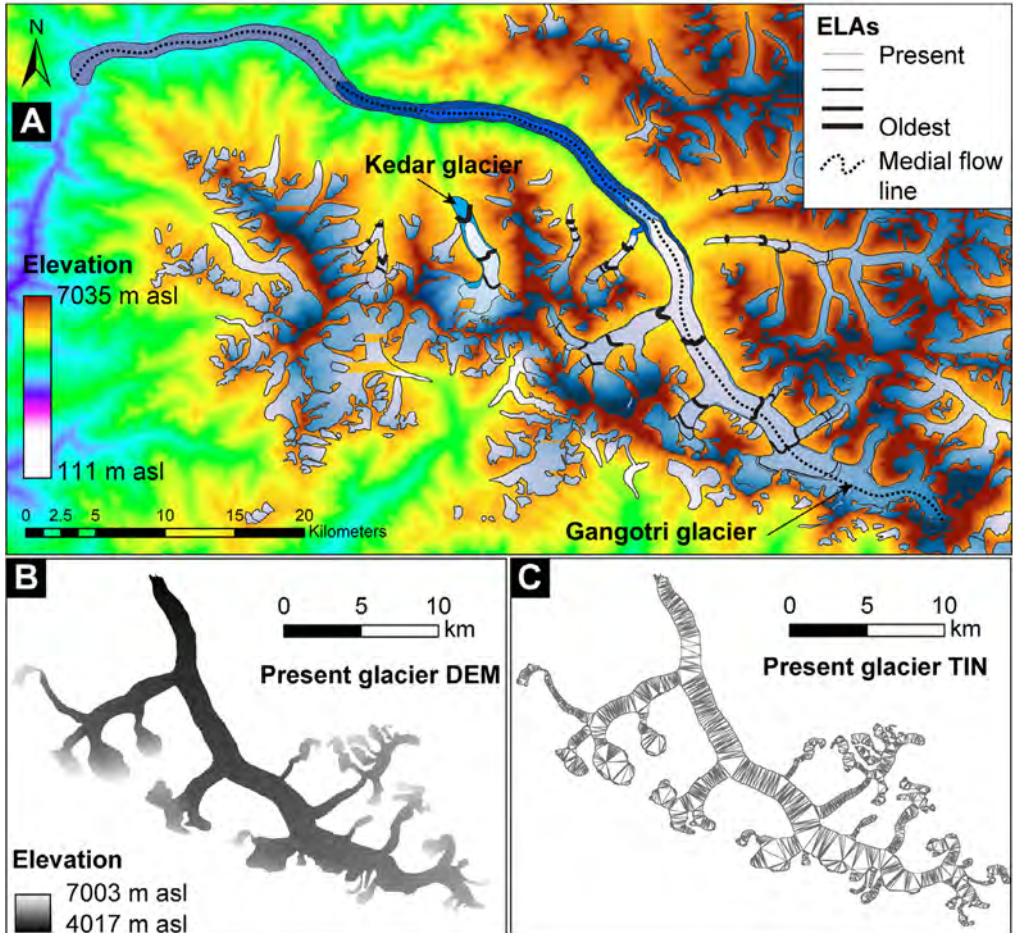 N
A
ELAs
Present
Oldest
Medial flow
line
Kedar glacier
Elevation
7035 m asl
111 m asl
0 2.5 5 10 15 20
Kilometers
Gangotri glacier
B
0 5 10
km
Present glacier DEM
Elevation
7003 m asl
4017 m asl
C
0 5 10
km
Present glacier TIN